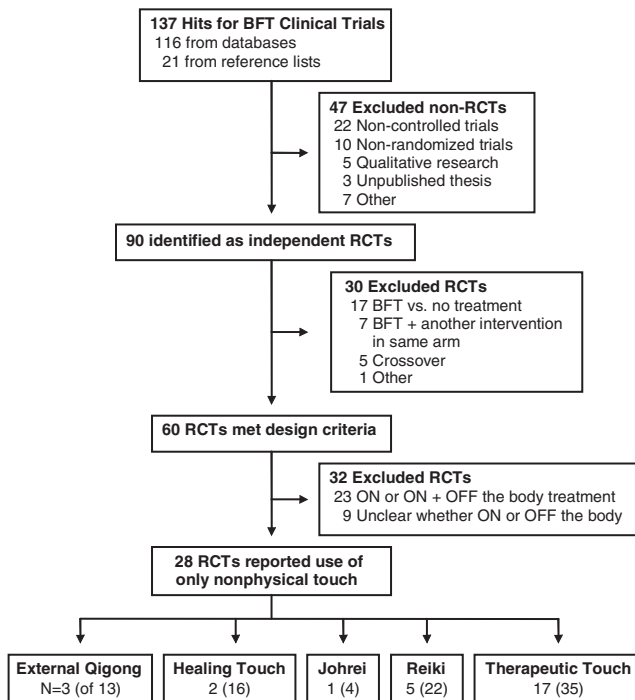 137 Hits for BFT Clinical Trials
116 from databases
21 from reference lists
47 Excluded non-RCTs
22 Non-controlled trials
10 Non-randomized trials
5 Qualitative research
3 Unpublished thesis
7 Other
90 identified as independent RCTs
30 Excluded RCTs
17 BFT vs. no treatment
7 BFT + another intervention
in same arm
5 Crossover
1 Other
60 RCTs met design criteria
32 Excluded RCTs
23 ON or ON + OFF the body treatment
9 Unclear whether ON or OFF the body
28 RCTs reported use of
only nonphysical touch
External Qigong
N=3 (of 13)
Healing Touch
2 (16)
Johrei
1 (4)
Reiki
5 (22)
Therapeutic Touch
17 (35)